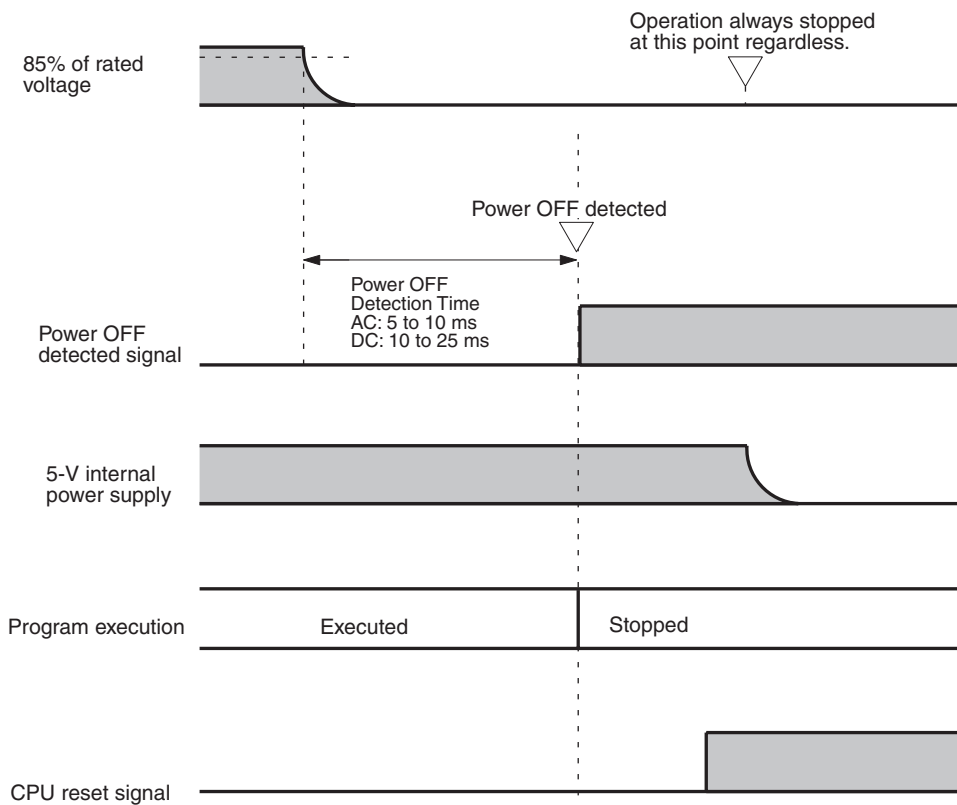 Operation always stopped
at this point regardless.
85% of rated
voltage
Power OFF detected
Power OFF
Detection Time
AC: 5 to 10 ms
DC: 10 to 25 ms
Power OFF
detected signal
5-V internal
power supply
Program execution
Executed
Stopped
CPU reset signal